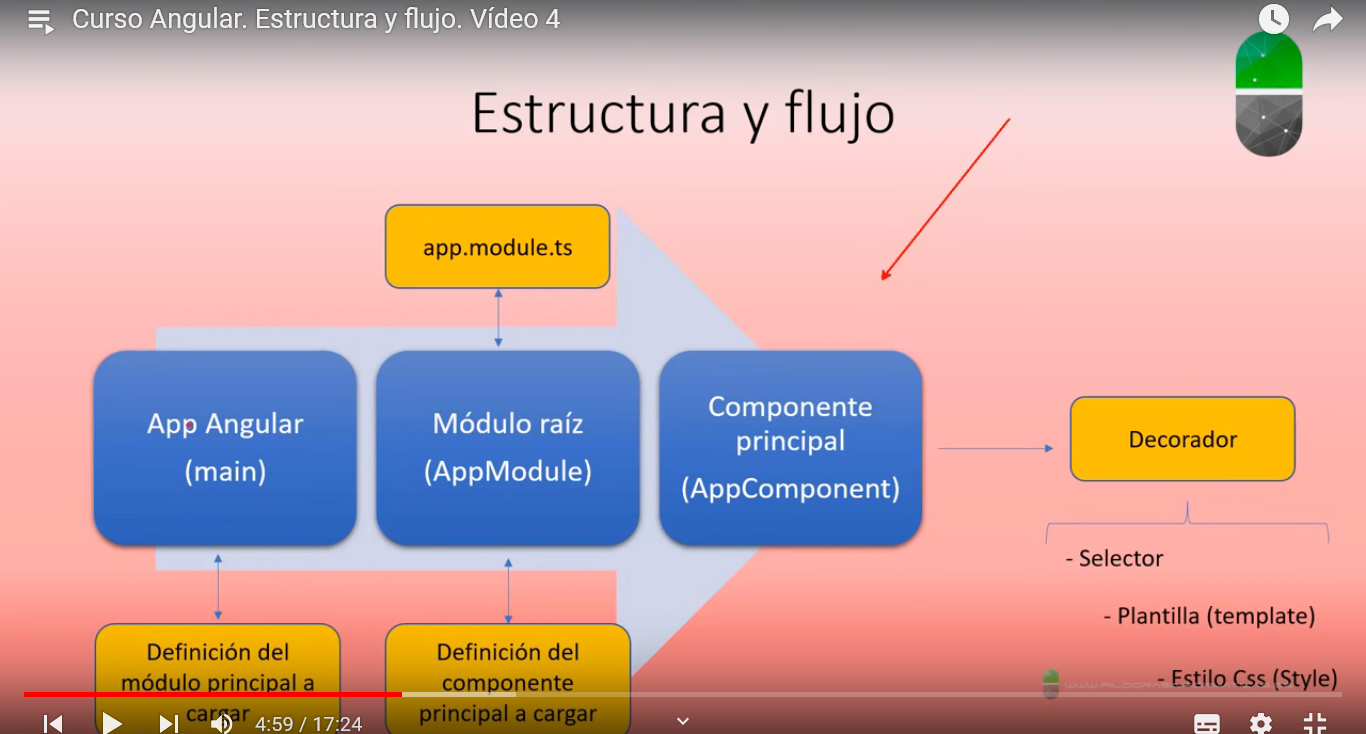 Curso Angular. Estructura y flujo. Vídeo 4
Estructura y flujo
app.module.ts
App Angular
(main)
Módulo raíz
(AppModule)
Componente
principal
(AppComponent)
Decorador
- Selector
- Plantilla (template)
- Estilo Css (Style)
Definición del
módulo principal a
cargar
Definición del
componente
principal a cargar
4:59 / 17:24